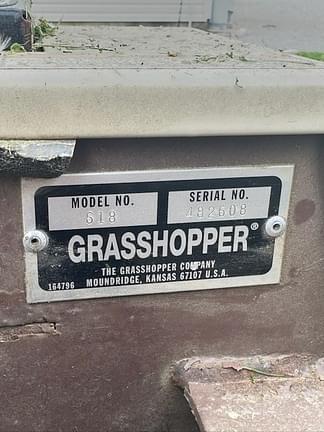 MODEL NO.
618
SERIAL NO.
482608
GRASSHOPPER®
THE GRASSHOPPER COMPANY
MOUNDRIDGE, KANSAS 67107 U.S.A.
164796